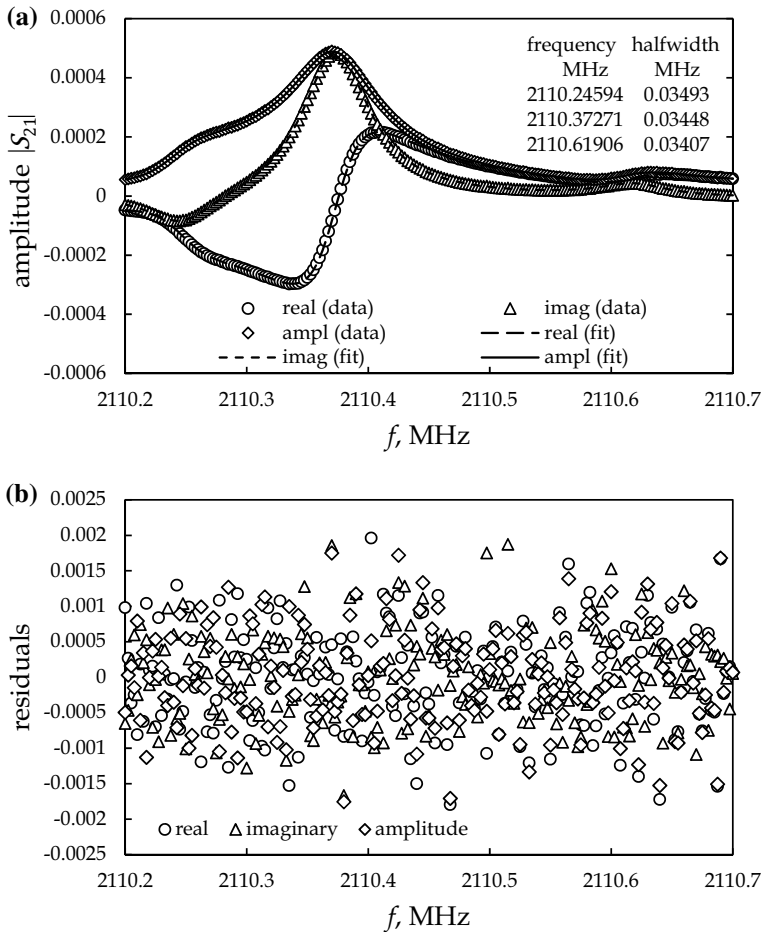 (a)
0.0006
0.0004
0.0002
0
-0.0002
-0.0004
-0.0006
amplitude |S21|
frequency halfwidth
MHz MHz
2110.24594 0.03493
2110.37271 0.03448
2110.61906 0.03407
real (data) imag (data)
ampl (data) real (fit)
imag (fit) ampl (fit)
2110.2 2110.3 2110.4 2110.5 2110.6 2110.7
f, MHz
(b)
0.0025
0.002
0.0015
0.001
0.0005
0
-0.0005
-0.001
-0.0015
-0.002
-0.0025
residuals
real imaginary amplitude
2110.2 2110.3 2110.4 2110.5 2110.6 2110.7
f, MHz